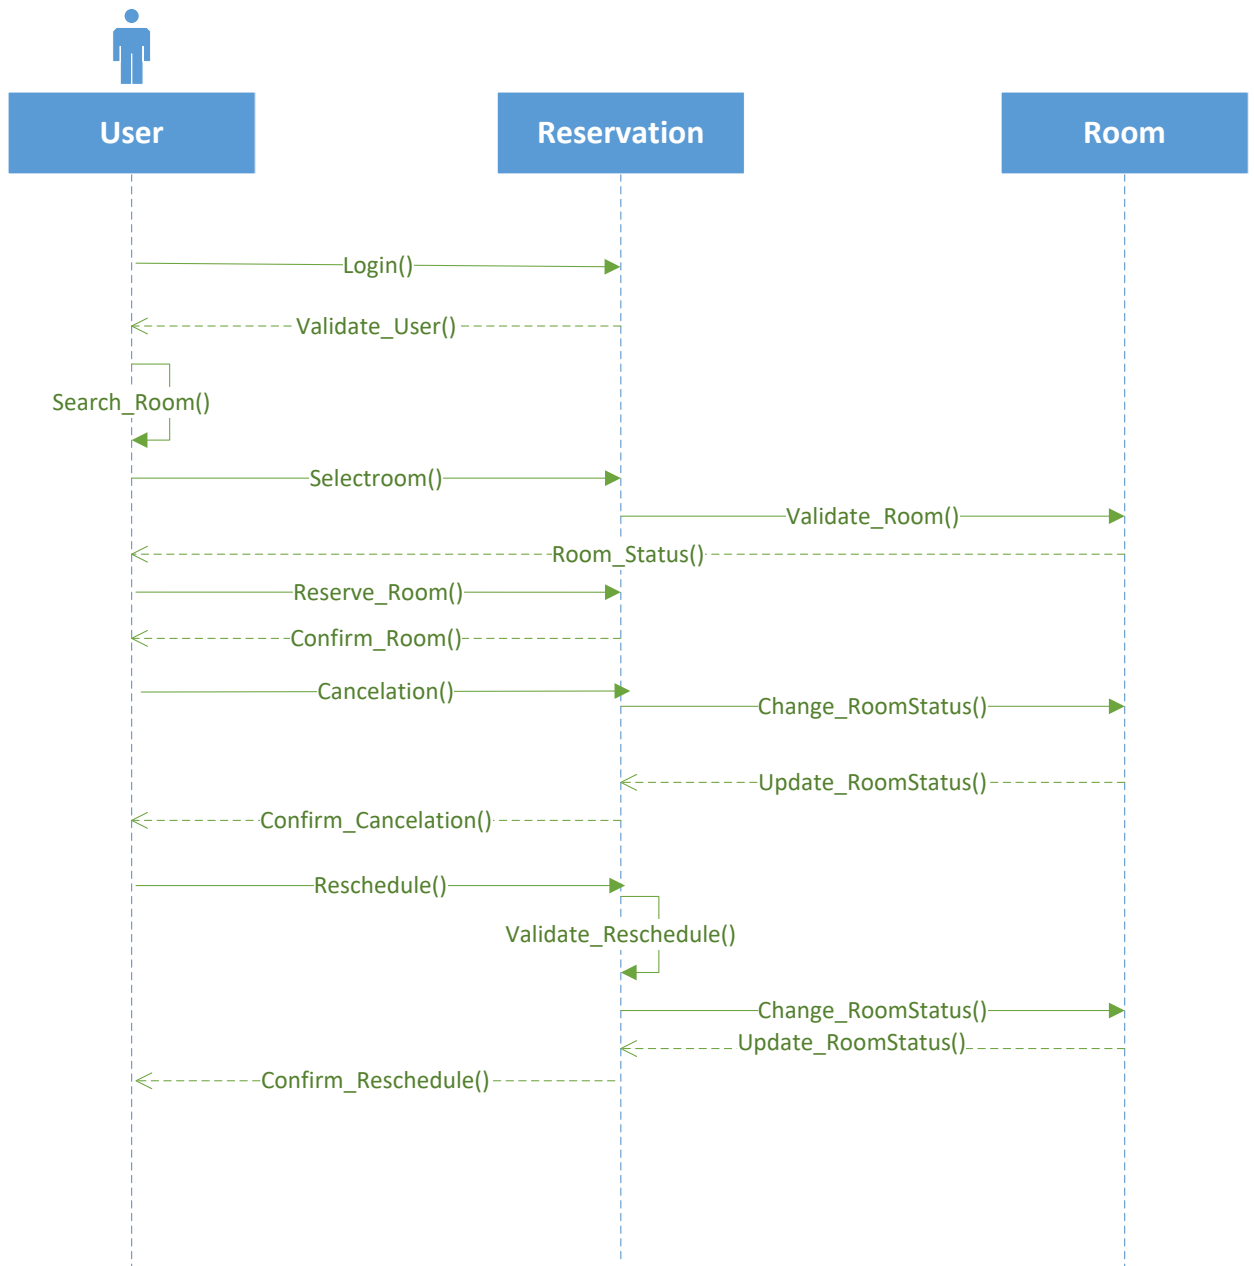 User
Reservation
Room
Login()
Validate_User()
Search_Room()
Selectroom()
Validate_Room()
Room_Status()
Reserve_Room()
Confirm_Room()
Cancelation()
Change_RoomStatus()
Update_RoomStatus()
Confirm_Cancelation()
Reschedule()
Validate_Reschedule()
Change_RoomStatus()
Update_RoomStatus()
Confirm_Reschedule()